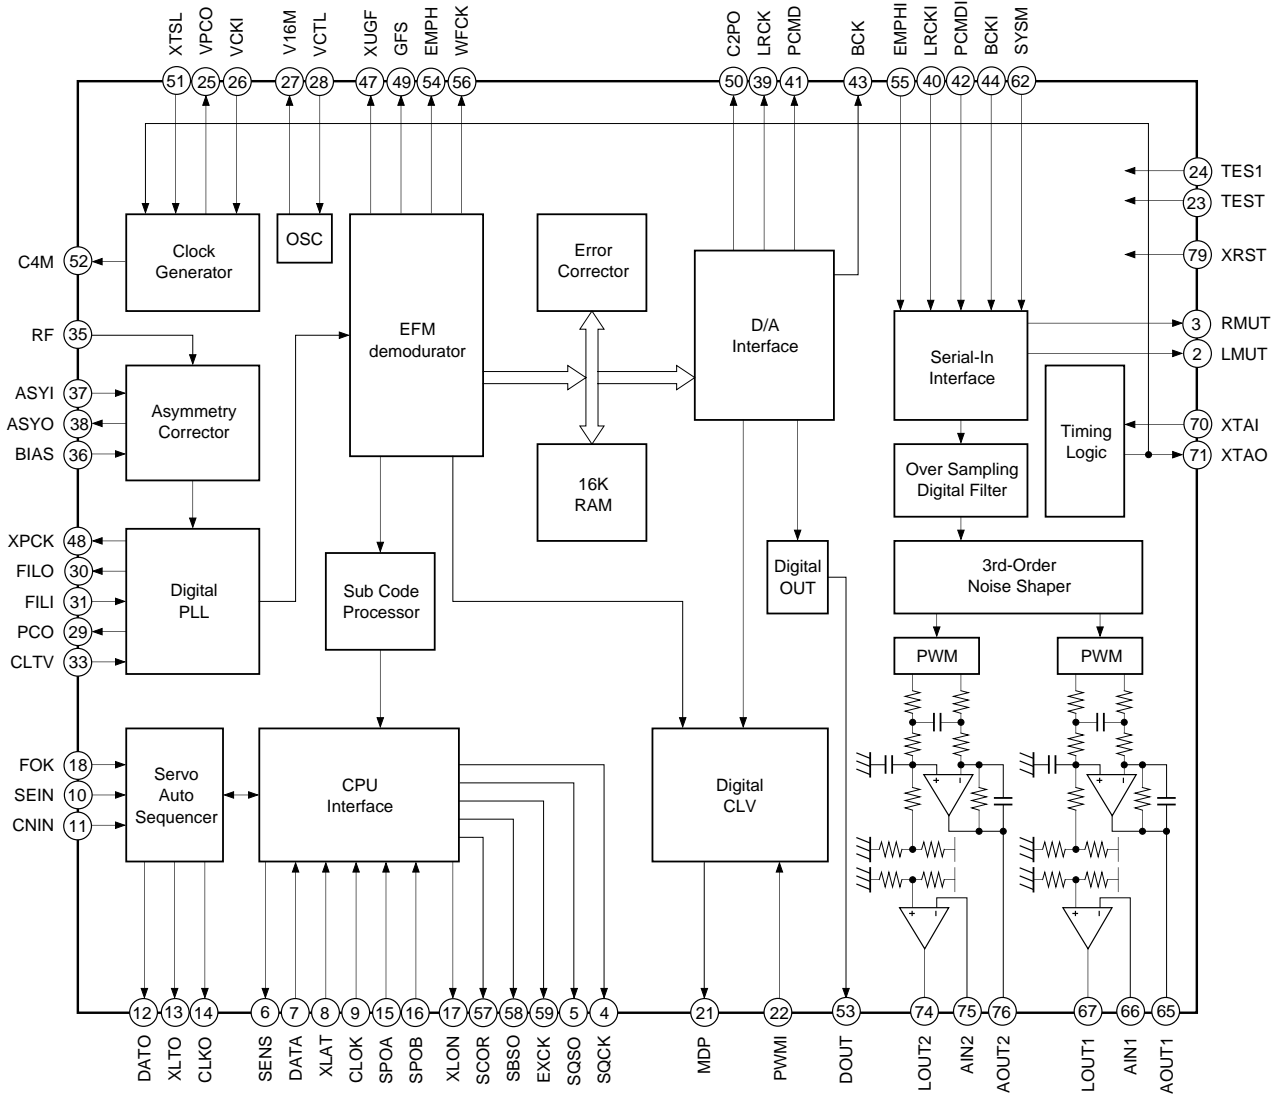 XTSL VPCO VCKI V16M VCTL XUGF GFS EMPH WFCK C2PO LRCK PCMD BCK EMPHI LRCKI PCMDI BCKI SYSM
51 25 26 27 28 47 49 54 56 50 39 41 43 55 40 42 44 62
24 TES1
23 TEST
79 XRST
3 RMUT
2 LMUT
70 XTAI
71 XTAO
C4M 52
RF 35
ASYI 37
ASYO 38
BIAS 36
XPCK 48
FILO 30
FILI 31
PCO 29
CLTV 33
FOK 18
SEIN 10
CNIN 11
Clock
Generator
OSC
EFM
demodurator
Error
Corrector
D/A
Interface
Serial-In
Interface
Timing
Logic
Asymmetry
Corrector
16K
RAM
Over Sampling
Digital Filter
Digital
PLL
Sub Code
Processor
Digital
OUT
3rd-Order
Noise Shaper
PWM
PWM
Servo
Auto
Sequencer
CPU
Interface
Digital
CLV
+ −
+ −
+ −
+ −
12 13 14 6 7 8 9 15 16 17 57 58 59 5 4 21 22 53 74 75 76 67 66 65
DATO XLTO CLKO SENS DATA XLAT CLOK SPOA SPOB XLON SCOR SBSO EXCK SQSO SQCK MDP PWMI DOUT LOUT2 AIN2 AOUT2 LOUT1 AIN1 AOUT1